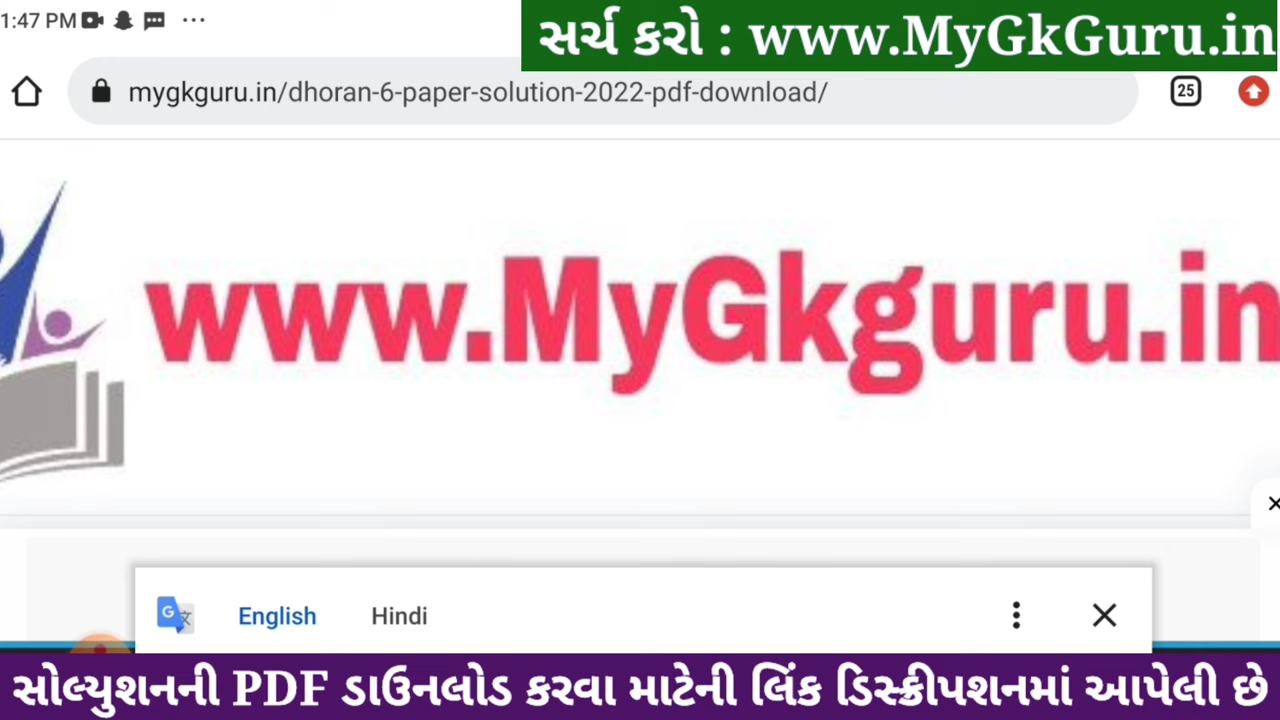 1:47 PM
સર્ચ કરો : www.MyGkGuru.in
mygkguru.in/dhoran-6-paper-solution-2022-pdf-download/
25
www.MyGkguru.in
English Hindi
સોલ્યુશનની PDF ડાઉનલોડ કરવા માટેની લિંક ડિસ્ક્રીપશનમાં આપેલી છે